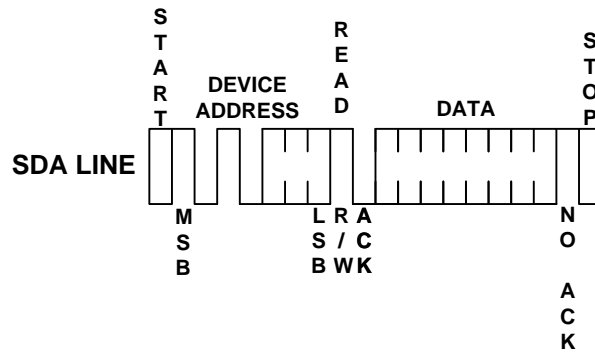 START
READ
STOP
DEVICE
ADDRESS
DATA
SDA LINE
MSB
LSB
R/W
ACK
NO ACK